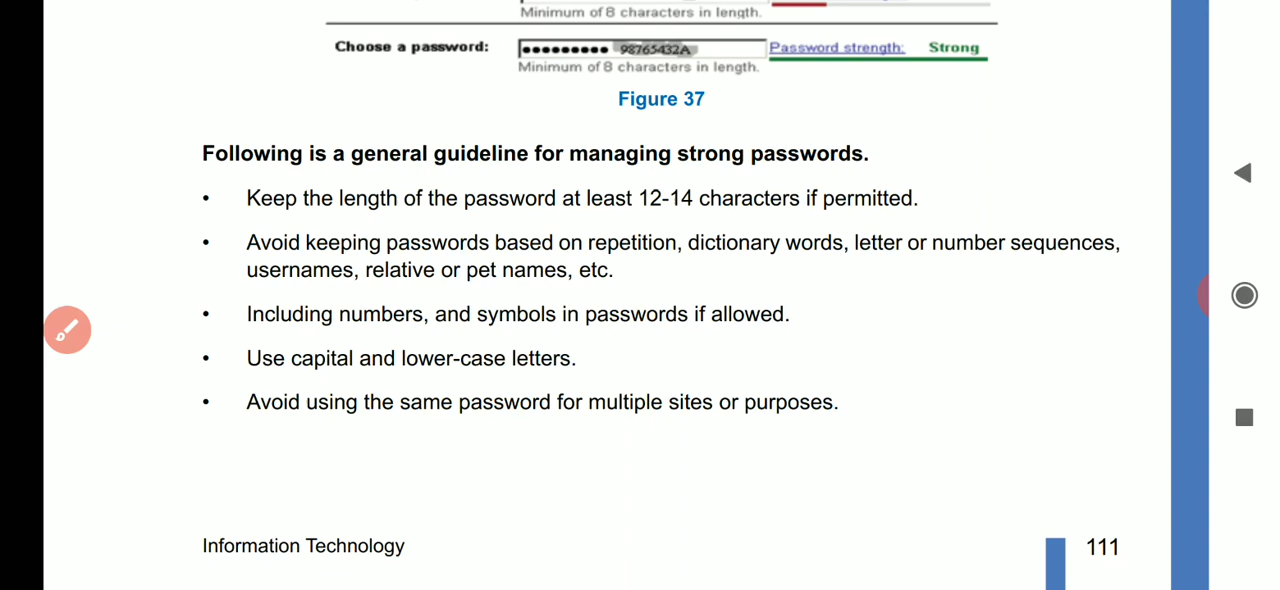 Minimum of 8 characters in length.
Choose a password: ●●●●●●●●● 98765432A Password strength: Strong
Minimum of 8 characters in length.
Figure 37
Following is a general guideline for managing strong passwords.
• Keep the length of the password at least 12-14 characters if permitted.
• Avoid keeping passwords based on repetition, dictionary words, letter or number sequences,
usernames, relative or pet names, etc.
• Including numbers, and symbols in passwords if allowed.
• Use capital and lower-case letters.
• Avoid using the same password for multiple sites or purposes.
Information Technology 111